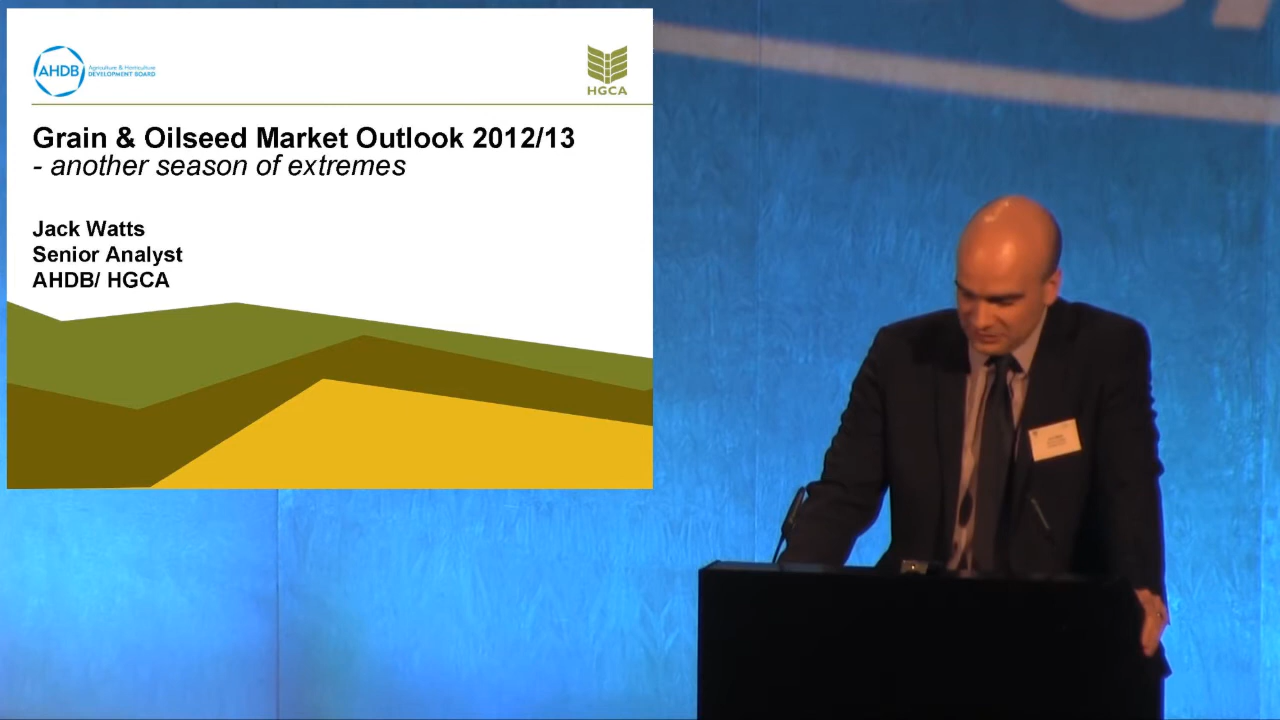 AHDB
Agriculture & Horticulture
DEVELOPMENT BOARD
HGCA
Grain & Oilseed Market Outlook 2012/13
- another season of extremes
Jack Watts
Senior Analyst
AHDB/ HGCA